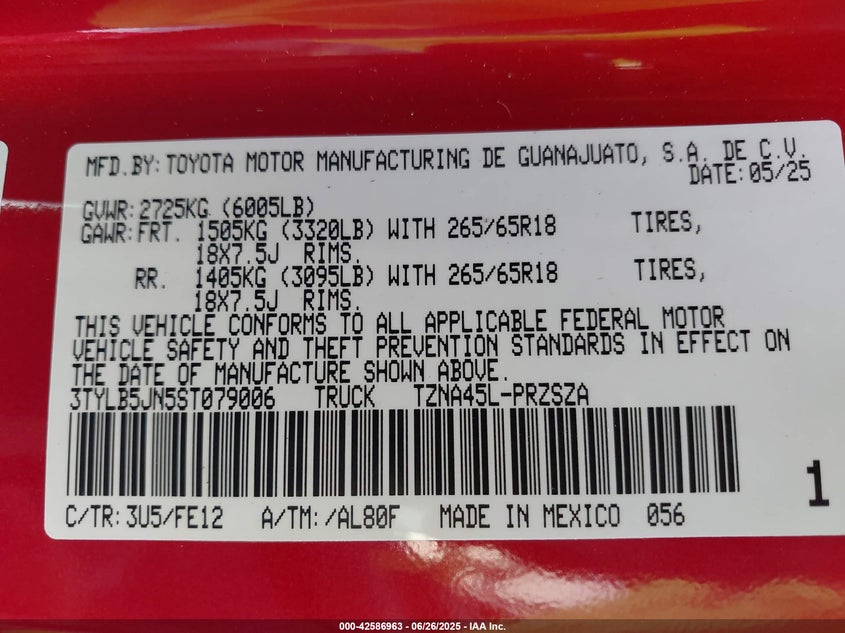 MFD.BY: TOYOTA MOTOR MANUFACTURING DE GUANAJUATO, S.A. DE C.V.
DATE: 05/25
GVWR: 2725KG (6005LB)
GAWR: FRT. 1505KG (3320LB) WITH 265/65R18 TIRES,
18X7.5J RIMS.
RR. 1405KG (3095LB) WITH 265/65R18 TIRES,
18X7.5J RIMS.
THIS VEHICLE CONFORMS TO ALL APPLICABLE FEDERAL MOTOR
VEHICLE SAFETY AND THEFT PREVENTION STANDARDS IN EFFECT ON
THE DATE OF MANUFACTURE SHOWN ABOVE.
3TYLB5JN5ST079006 TRUCK TZNA45L-PRZSZA
1
C/TR: 3U5/FE12 A/TM: /AL80F MADE IN MEXICO 056
000-42586963 | 06/26/2025 - IAA Inc.